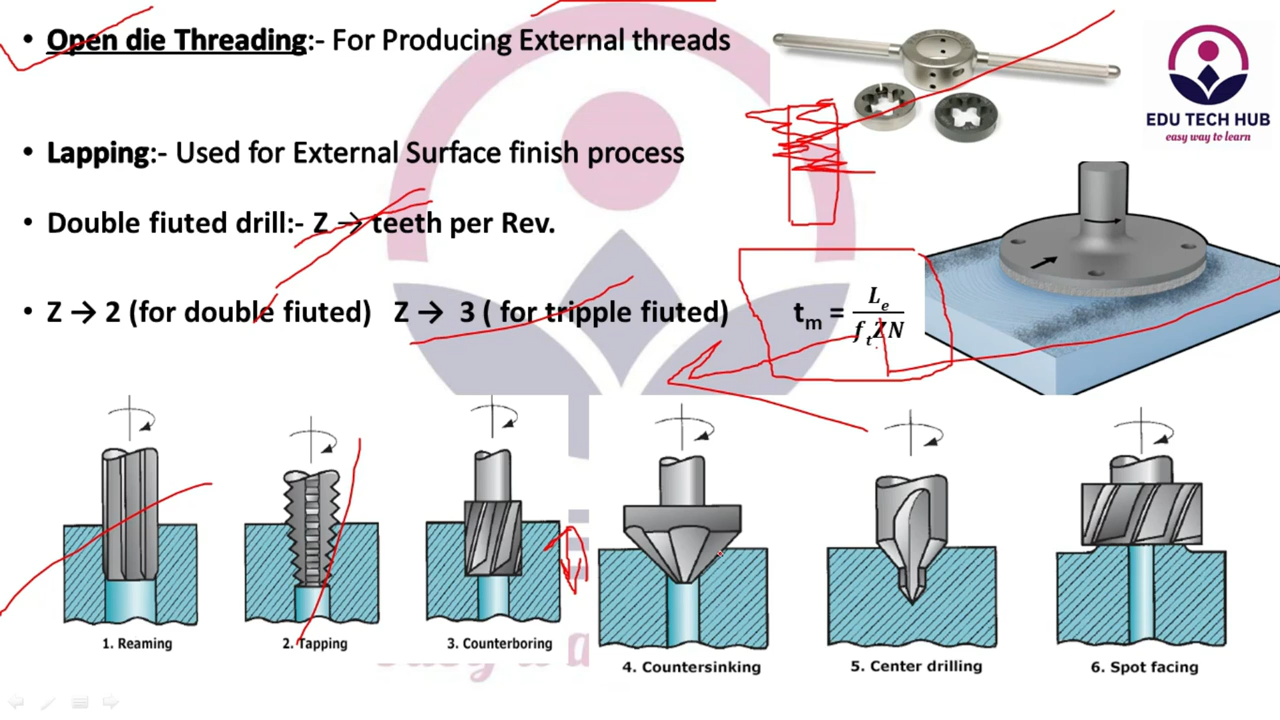 • Open die Threading:- For Producing External threads
EDU TECH HUB
easy way to learn
• Lapping:- Used for External Surface finish process
• Double fiuted drill:- Z → teeth per Rev.
• Z → 2 (for double fiuted) Z → 3 ( for tripple fiuted)
tm = Le / ftZN
1. Reaming
2. Tapping
3. Counterboring
4. Countersinking
5. Center drilling
6. Spot facing